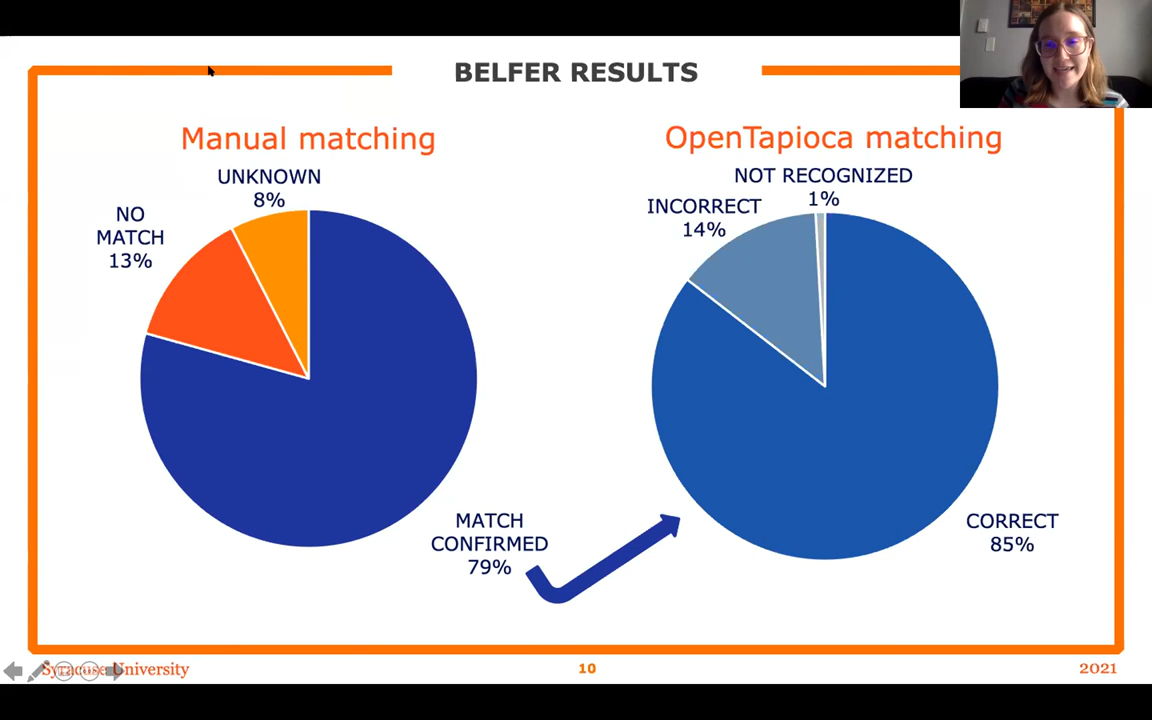 BELFER RESULTS
Manual matching
UNKNOWN
8%
NO
MATCH
13%
MATCH
CONFIRMED
79%
OpenTapioca matching
NOT RECOGNIZED
1%
INCORRECT
14%
CORRECT
85%
Syracuse University
10
2021